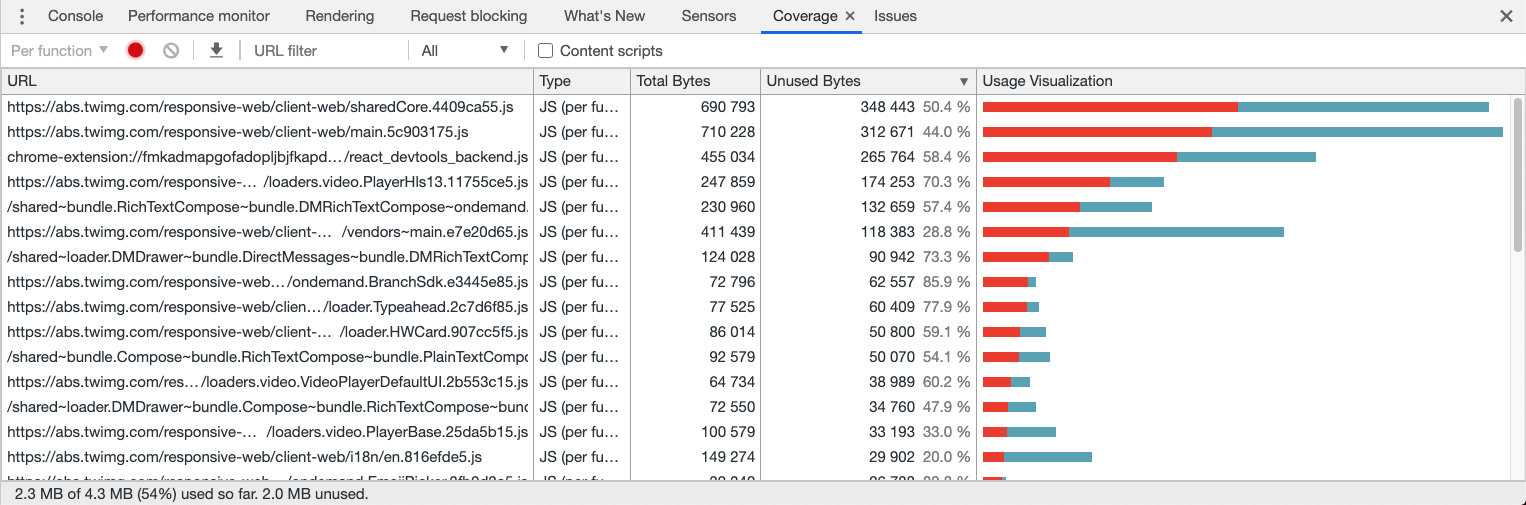 Console Performance monitor Rendering Request blocking What's New Sensors Coverage × Issues ×
Per function ▼ URL filter All ▼ Content scripts
URL Type Total Bytes Unused Bytes ▼ Usage Visualization
https://abs.twimg.com/responsive-web/client-web/sharedCore.4409ca55.js JS (per fu… 690 793 348 443 50.4 %
https://abs.twimg.com/responsive-web/client-web/main.5c903175.js JS (per fu… 710 228 312 671 44.0 %
chrome-extension://fmkadmapgofadopljbjfkapd…/react_devtools_backend.js JS (per fu… 455 034 265 764 58.4 %
https://abs.twimg.com/responsive-… /loaders.video.PlayerHls13.11755ce5.js JS (per fu… 247 859 174 253 70.3 %
/shared~bundle.RichTextCompose~bundle.DMRichTextCompose~ondemand. JS (per fu… 230 960 132 659 57.4 %
https://abs.twimg.com/responsive-web/client-… /vendors~main.e7e20d65.js JS (per fu… 411 439 118 383 28.8 %
/shared~loader.DMDrawer~bundle.DirectMessages~bundle.DMRichTextComp JS (per fu… 124 028 90 942 73.3 %
https://abs.twimg.com/responsive-web…/ondemand.BranchSdk.e3445e85.js JS (per fu… 72 796 62 557 85.9 %
https://abs.twimg.com/responsive-web/clien…/loader.Typeahead.2c7d6f85.js JS (per fu… 77 525 60 409 77.9 %
https://abs.twimg.com/responsive-web/client-… /loader.HWCard.907cc5f5.js JS (per fu… 86 014 50 800 59.1 %
/shared~bundle.Compose~bundle.RichTextCompose~bundle.PlainTextCompo JS (per fu… 92 579 50 070 54.1 %
https://abs.twimg.com/res…/loaders.video.VideoPlayerDefaultUI.2b553c15.js JS (per fu… 64 734 38 989 60.2 %
/shared~loader.DMDrawer~bundle.Compose~bundle.RichTextCompose~bund JS (per fu… 72 550 34 760 47.9 %
https://abs.twimg.com/responsive-… /loaders.video.PlayerBase.25da5b15.js JS (per fu… 100 579 33 193 33.0 %
https://abs.twimg.com/responsive-web/client-web/i18n/en.816efde5.js JS (per fu… 149 274 29 902 20.0 %
2.3 MB of 4.3 MB (54%) used so far. 2.0 MB unused.